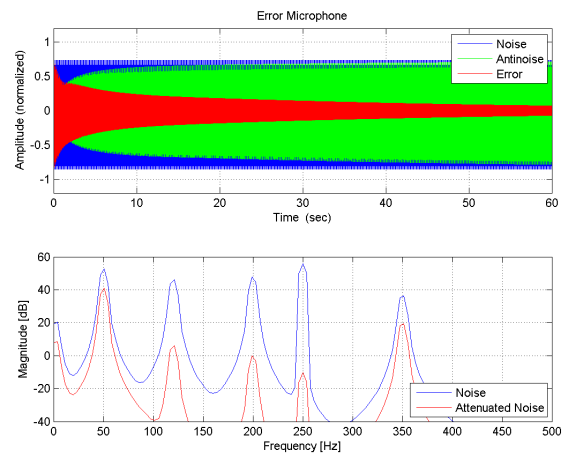 Error Microphone
Amplitude (normalized)
1
0.5
0
-0.5
-1
Noise
Antinoise
Error
0 10 20 30 40 50 60
Time (sec)
Magnitude [dB]
60
40
20
0
-20
-40
Noise
Attenuated Noise
0 50 100 150 200 250 300 350 400 450 500
Frequency [Hz]